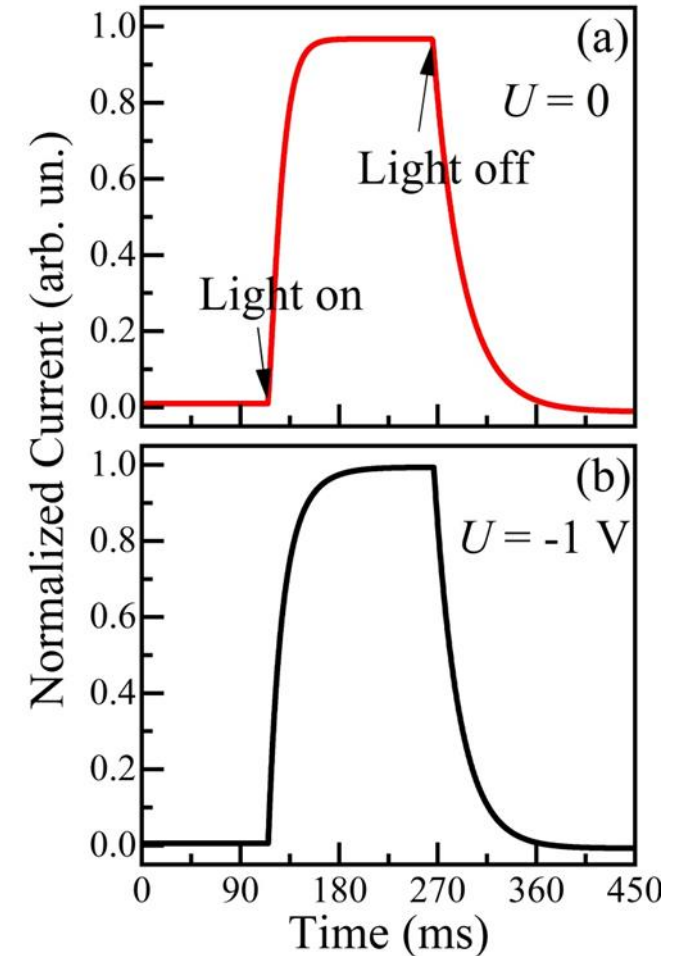 Normalized Current (arb. un.)
1.0
0.8
0.6
0.4
0.2
0.0
(a)
U = 0
Light off
Light on
1.0
0.8
0.6
0.4
0.2
0.0
(b)
U = -1 V
0 90 180 270 360 450
Time (ms)